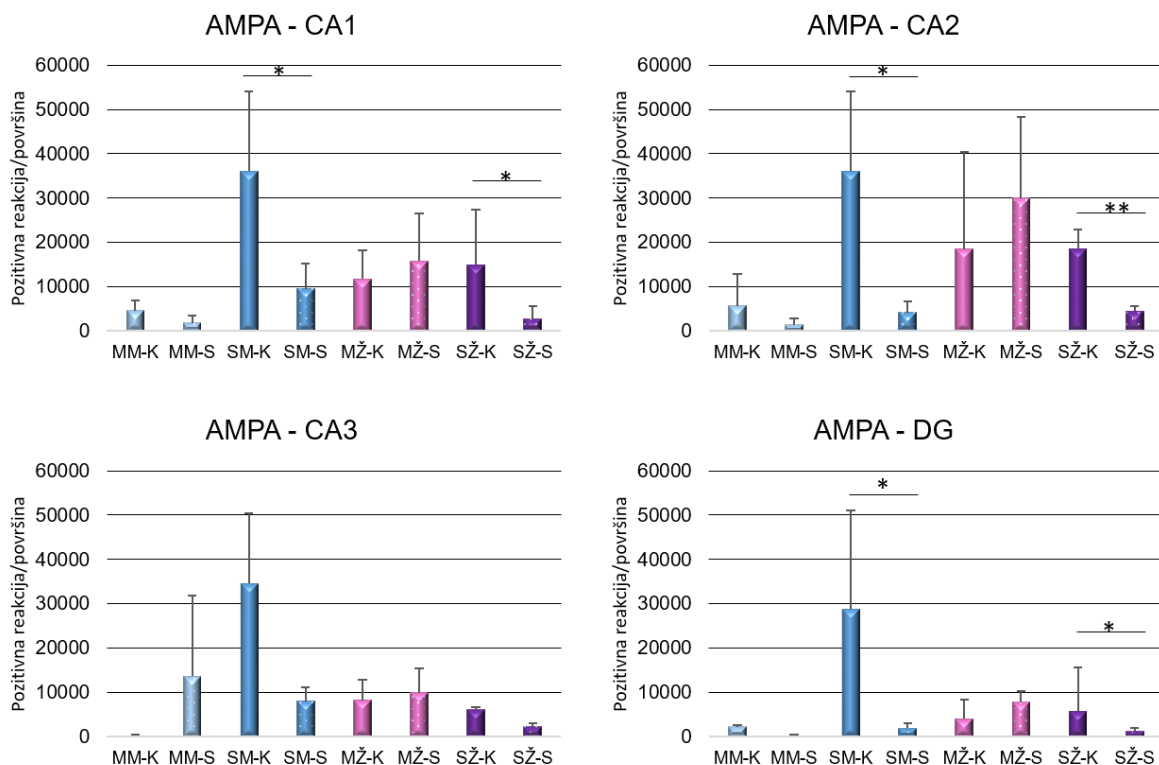 AMPA - CA1
Pozitivna reakcija/površina
60000
50000
40000
30000
20000
10000
0
*
*
MM-K MM-S SM-K SM-S MŽ-K MŽ-S SŽ-K SŽ-S
AMPA - CA2
Pozitivna reakcija/površina
60000
50000
40000
30000
20000
10000
0
*
**
MM-K MM-S SM-K SM-S MŽ-K MŽ-S SŽ-K SŽ-S
AMPA - CA3
Pozitivna reakcija/površina
60000
50000
40000
30000
20000
10000
0
MM-K MM-S SM-K SM-S MŽ-K MŽ-S SŽ-K SŽ-S
AMPA - DG
Pozitivna reakcija/površina
60000
50000
40000
30000
20000
10000
0
*
*
MM-K MM-S SM-K SM-S MŽ-K MŽ-S SŽ-K SŽ-S